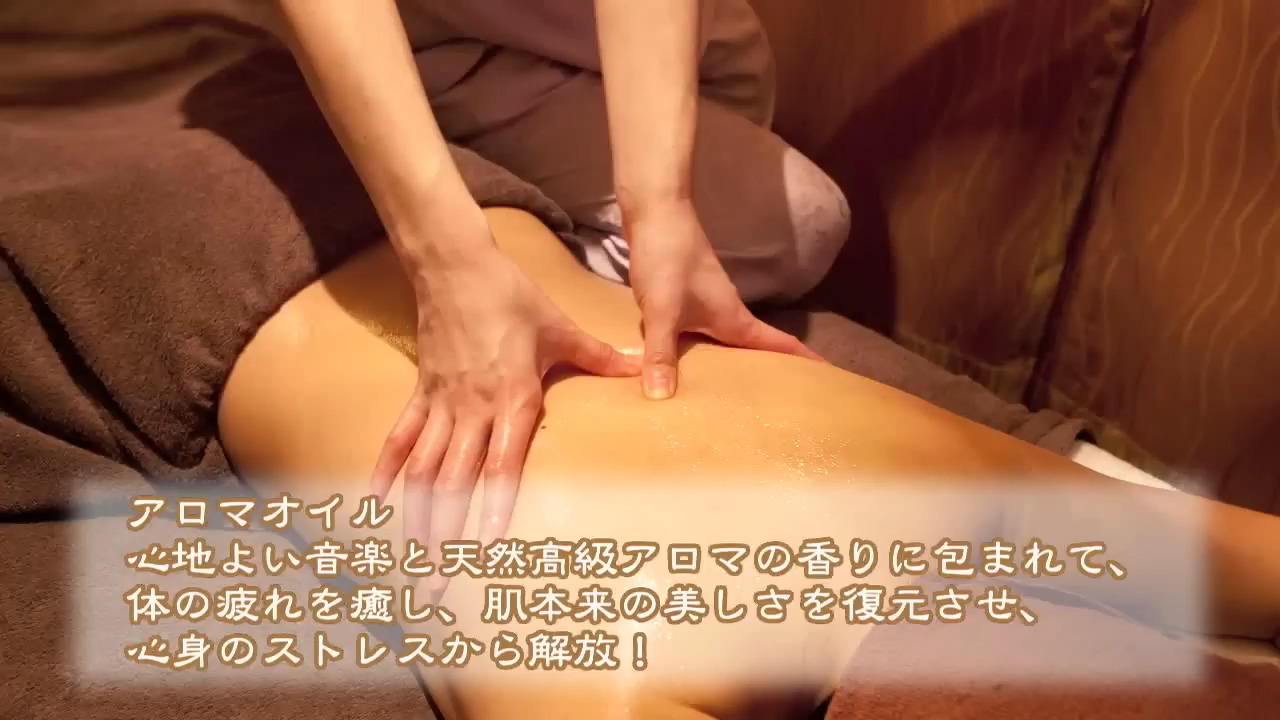 アロマオイル
心地よい音楽と天然高級アロマの香りに包まれて、
体の疲れを癒し、肌本来の美しさを復元させ、
心身のストレスから解放！